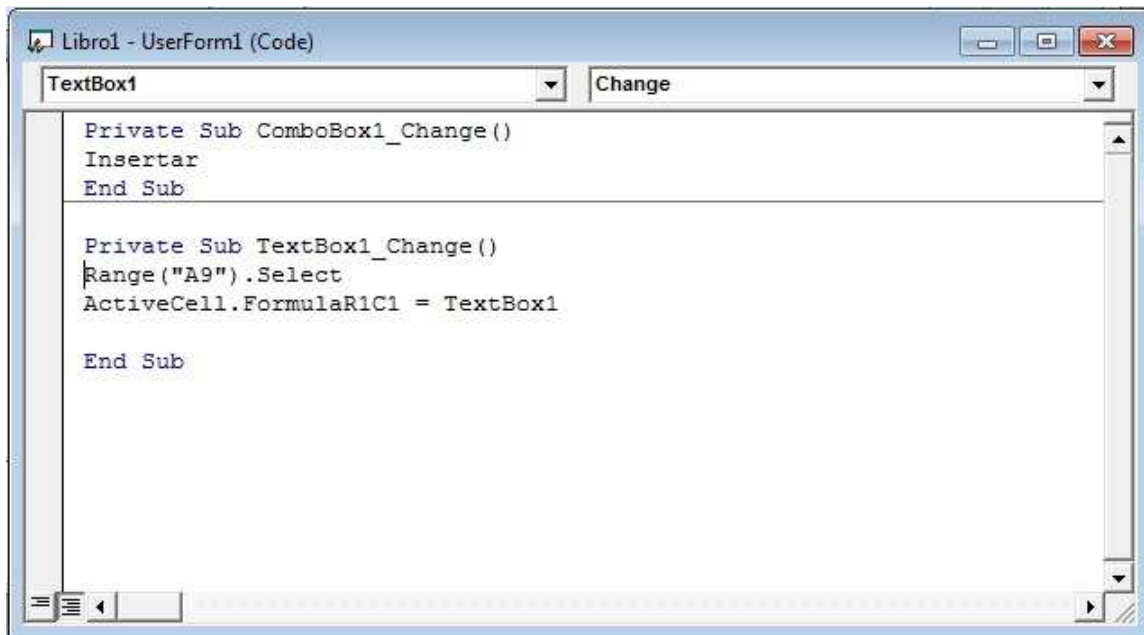 Libro1 - UserForm1 (Code)
TextBox1 Change
Private Sub ComboBox1_Change()
Insertar
End Sub
Private Sub TextBox1_Change()
Range("A9").Select
ActiveCell.FormulaR1C1 = TextBox1
End Sub